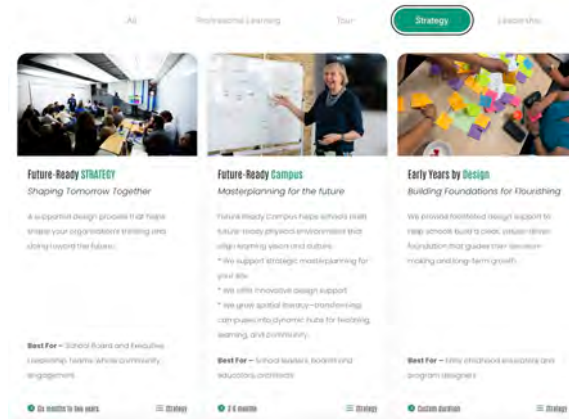 All
Professional Learning
Tour
Strategy
Leadership
Future-Ready STRATEGY
Shaping Tomorrow Together
A supported design process that helps
shape your organisations thinking and
doing toward the future.
Best For – School Board and Executive
Leadership Teams whole community
engagement
Six months to two years
Strategy
Future-Ready Campus
Masterplanning for the future
Future Ready Campus helps schools build
future-ready physical environment that
align learning vision and culture.
* We support strategic masterplanning for
your site
* We offer innovative design support
* We grow spatial literacy—transforming
campuses into dynamic hubs for teaching,
learning, and community.
Best For – School leaders, boards and
educators, architects
3-6 months
Strategy
Early Years by Design
Building Foundations for Flourishing
We provide facilitated design support to
help schools build a clear, values-driven
foundation that guides their decision-
making and long-term growth.
Best For – Early childhood educators and
program designers
Custom duration
Strategy